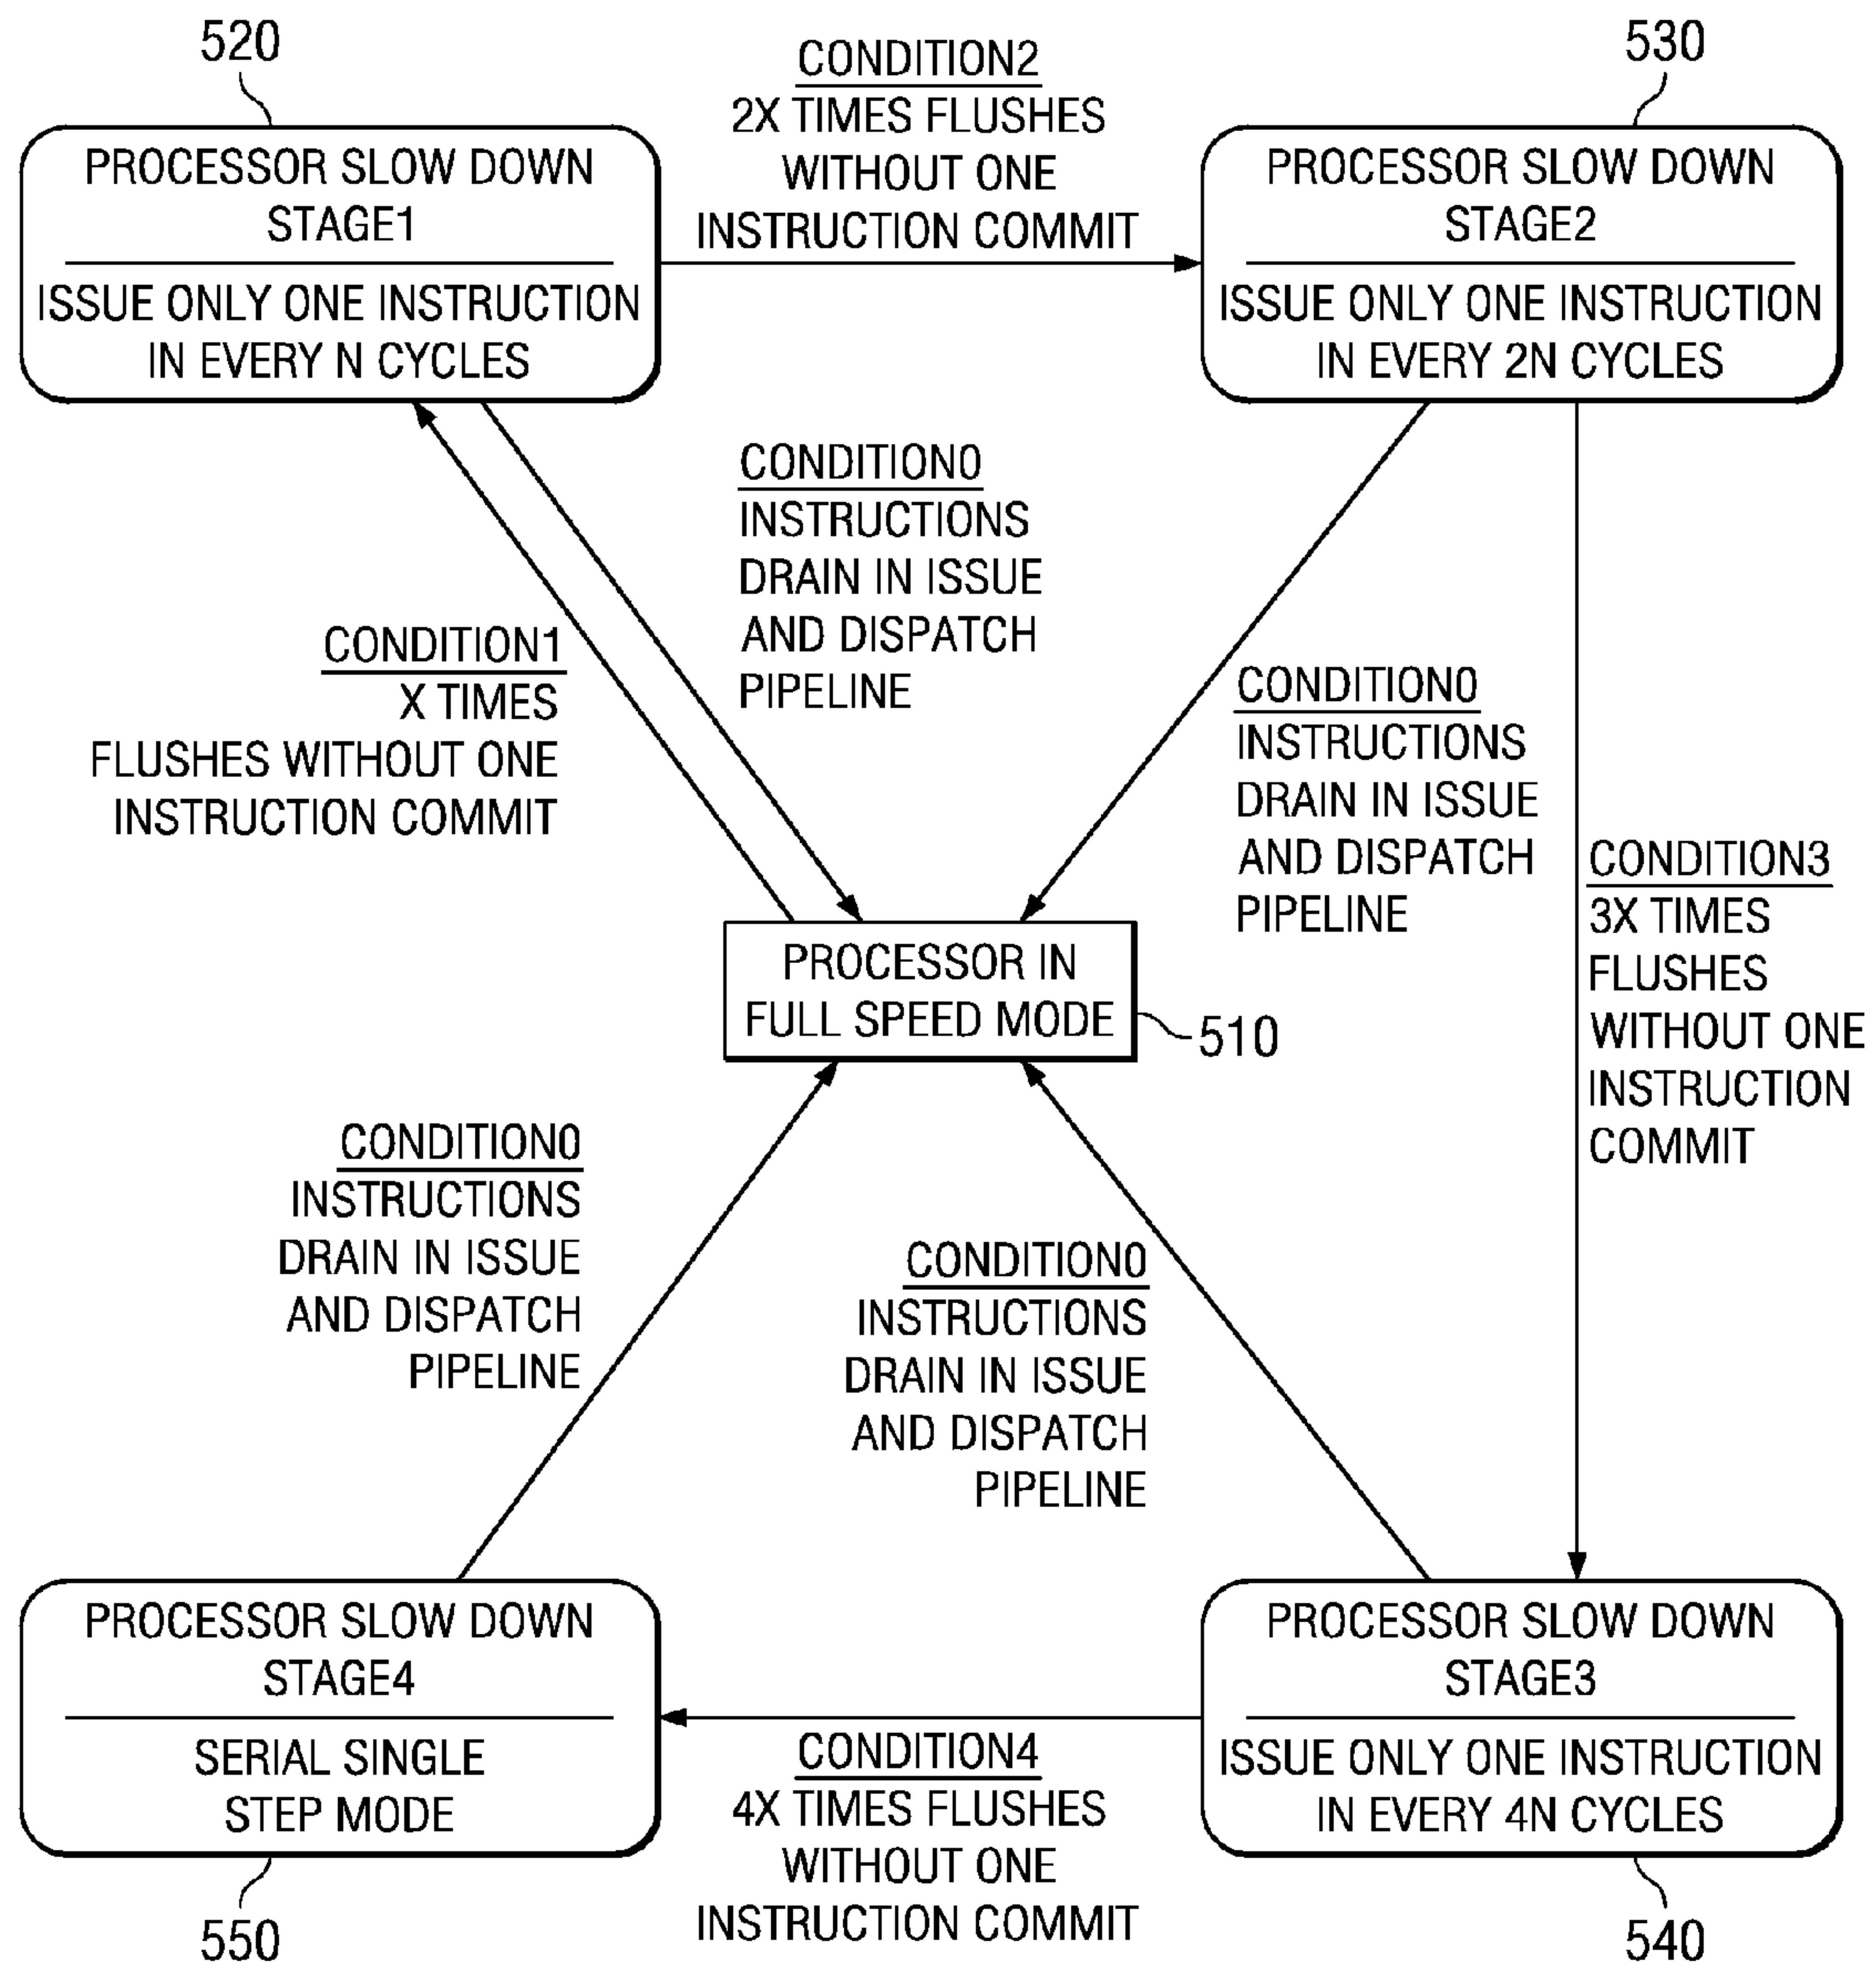 520
CONDITION2
2X TIMES FLUSHES
WITHOUT ONE
INSTRUCTION COMMIT
530
PROCESSOR SLOW DOWN
STAGE1
ISSUE ONLY ONE INSTRUCTION
IN EVERY N CYCLES
PROCESSOR SLOW DOWN
STAGE2
ISSUE ONLY ONE INSTRUCTION
IN EVERY 2N CYCLES
CONDITION0
INSTRUCTIONS
DRAIN IN ISSUE
AND DISPATCH
PIPELINE
CONDITION1
X TIMES
FLUSHES WITHOUT ONE
INSTRUCTION COMMIT
CONDITION0
INSTRUCTIONS
DRAIN IN ISSUE
AND DISPATCH
PIPELINE
CONDITION3
3X TIMES
FLUSHES
WITHOUT ONE
INSTRUCTION
COMMIT
PROCESSOR IN
FULL SPEED MODE
510
CONDITION0
INSTRUCTIONS
DRAIN IN ISSUE
AND DISPATCH
PIPELINE
CONDITION0
INSTRUCTIONS
DRAIN IN ISSUE
AND DISPATCH
PIPELINE
PROCESSOR SLOW DOWN
STAGE4
SERIAL SINGLE
STEP MODE
550
CONDITION4
4X TIMES FLUSHES
WITHOUT ONE
INSTRUCTION COMMIT
PROCESSOR SLOW DOWN
STAGE3
ISSUE ONLY ONE INSTRUCTION
IN EVERY 4N CYCLES
540